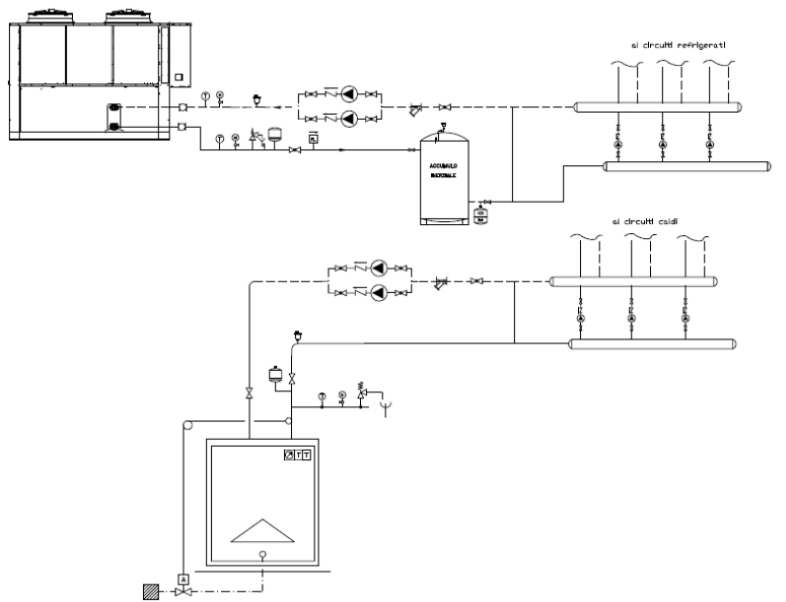 ai circuiti refrigerati
T
ACCUMULO
INERZIALE
ai circuiti caldi
T
T T
A